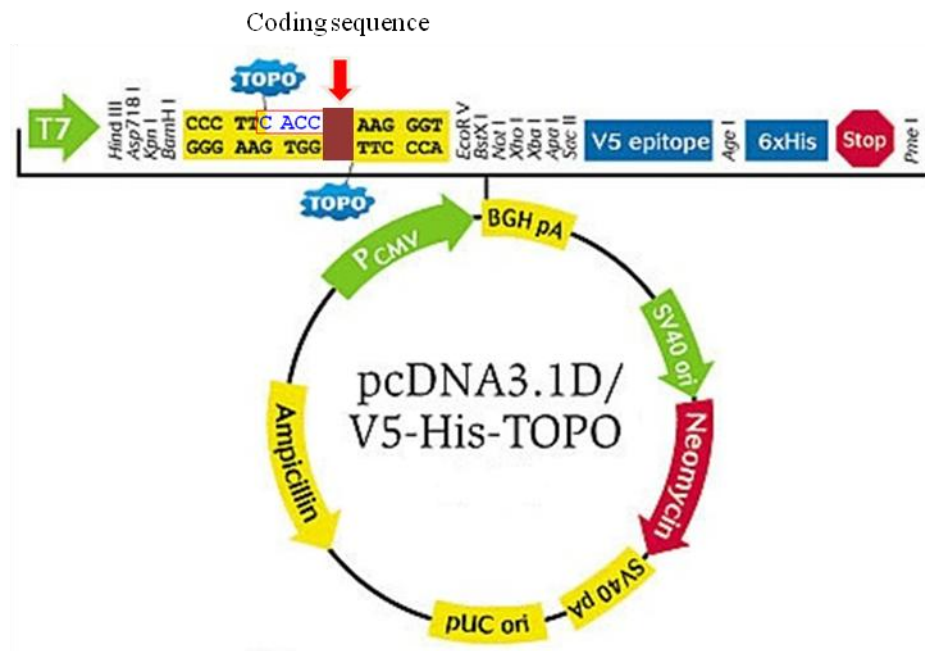 Coding sequence
TOPO
T7
Hind III
Asp718 I
Kpn I
BamH I
CCC TTC ACC AAG GGT
GGG AAG TGG TTC CCA
EcoR V
BstX I
Not I
Xho I
Xba I
Apa I
Sac II
V5 epitope
Age I
6xHis
Stop
Pme I
TOPO
PCMV
BGH pA
SV40 ori
Neomycin
SV40 pA
pUC ori
Ampicillin
pcDNA3.1D/
V5-His-TOPO